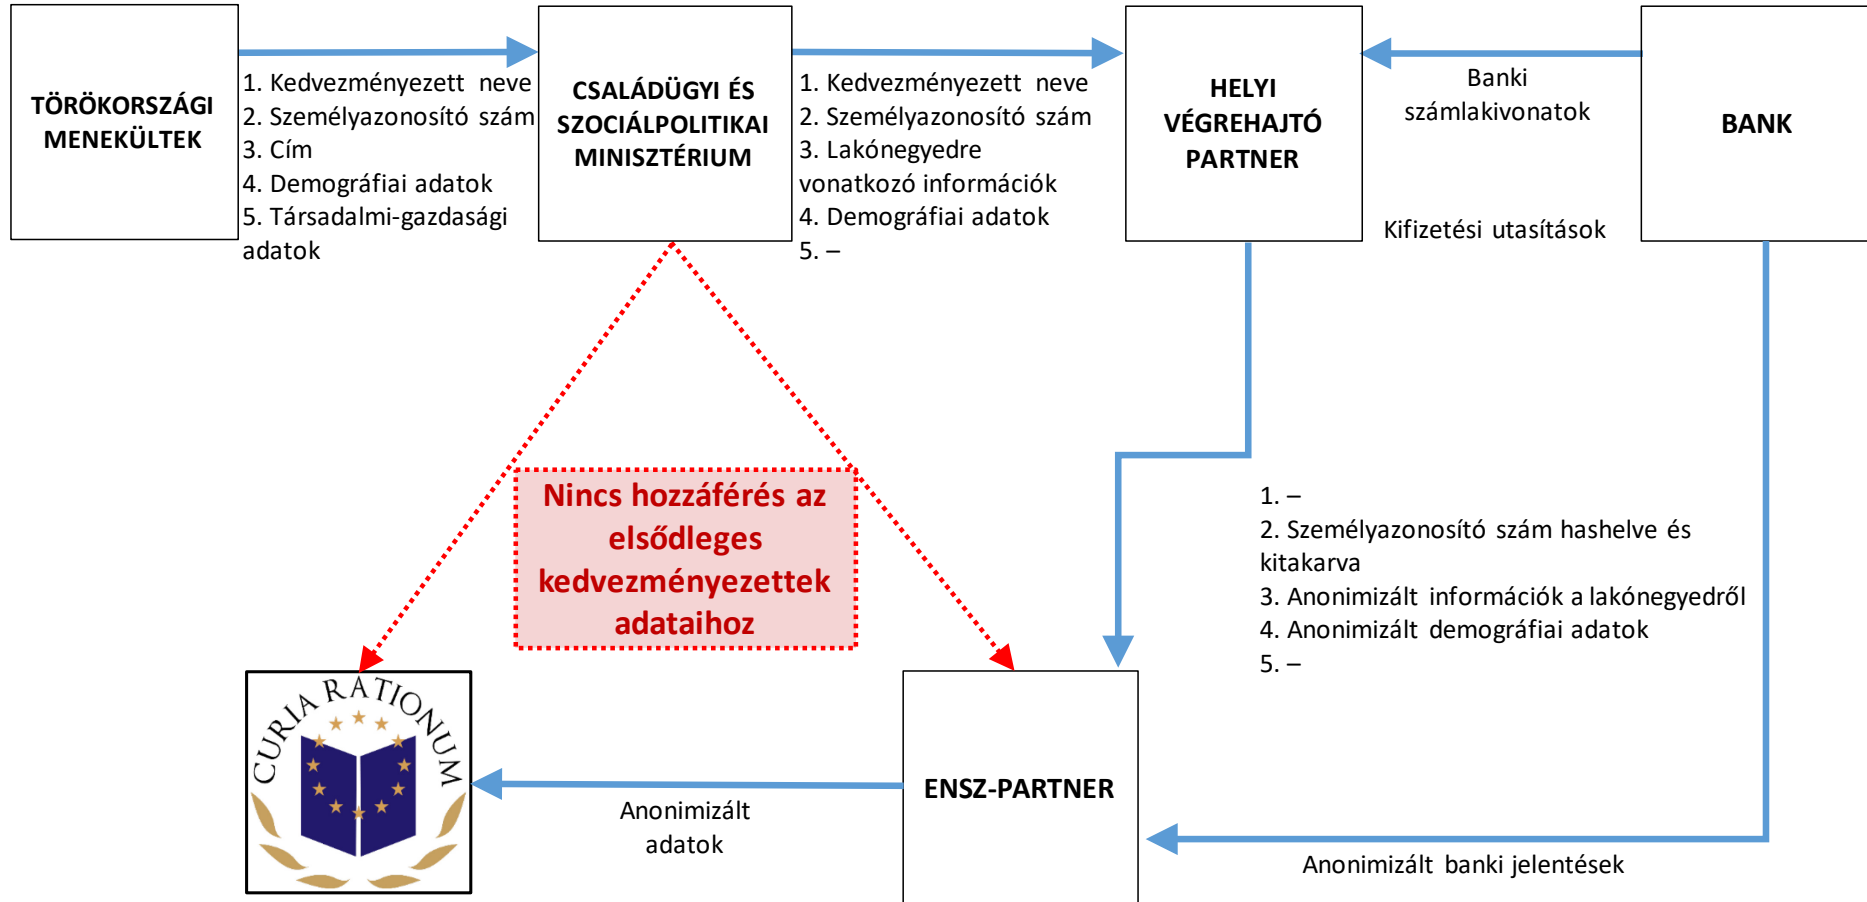 TÖRÖKORSZÁGI
MENEKÜLTEK
1. Kedvezményezett neve
2. Személyazonosító szám
3. Cím
4. Demográfiai adatok
5. Társadalmi-gazdasági
adatok
CSALÁDÜGYI ÉS
SZOCIÁLPOLITIKAI
MINISZTÉRIUM
1. Kedvezményezett neve
2. Személyazonosító szám
3. Lakónegyedre
vonatkozó információk
4. Demográfiai adatok
5. –
HELYI
VÉGREHAJTÓ
PARTNER
Banki
számlakivonatok
Kifizetési utasítások
BANK
Nincs hozzáférés az
elsődleges
kedvezményezettek
adataihoz
1. –
2. Személyazonosító szám hashelve és
kitakarva
3. Anonimizált információk a lakónegyedről
4. Anonimizált demográfiai adatok
5. –
CURIA RATIONUM
Anonimizált
adatok
ENSZ-PARTNER
Anonimizált banki jelentések